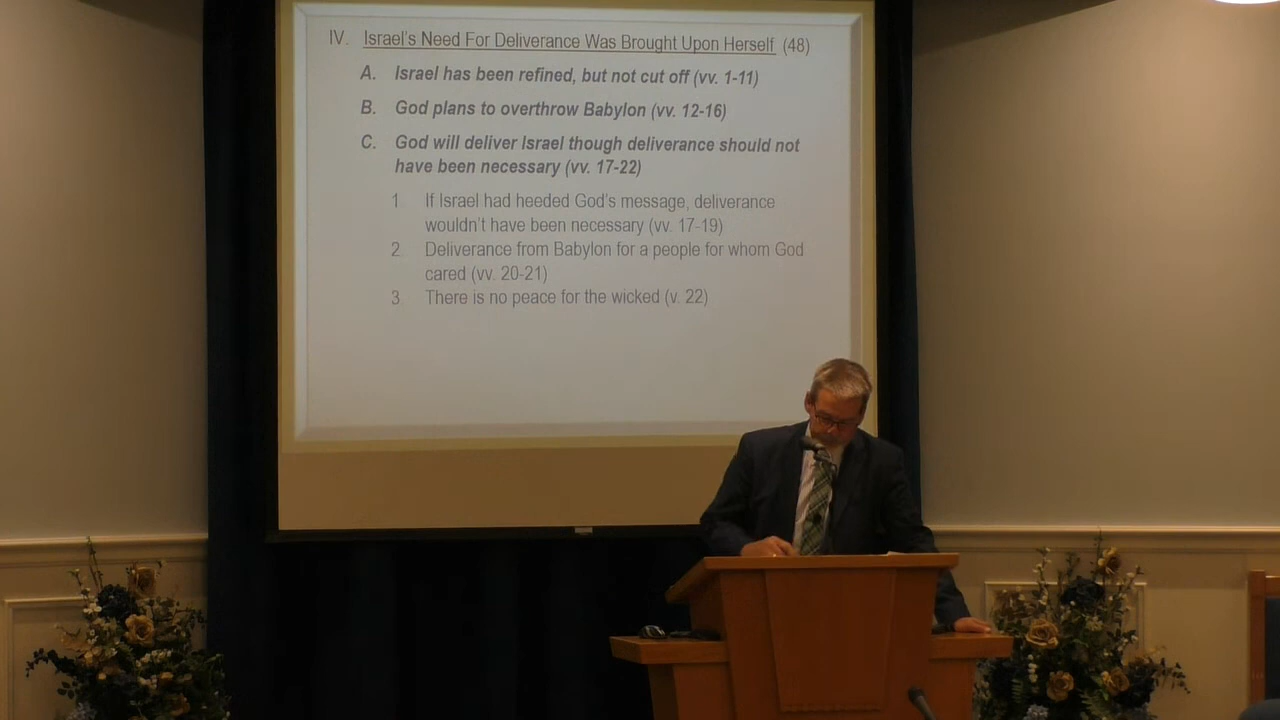 IV. Israel's Need For Deliverance Was Brought Upon Herself (48)
A. Israel has been refined, but not cut off (vv. 1-11)
B. God plans to overthrow Babylon (vv. 12-16)
C. God will deliver Israel though deliverance should not
have been necessary (vv. 17-22)
1. If Israel had heeded God's message, deliverance
wouldn't have been necessary (vv. 17-19)
2. Deliverance from Babylon for a people for whom God
cared (vv. 20-21)
3. There is no peace for the wicked (v. 22)